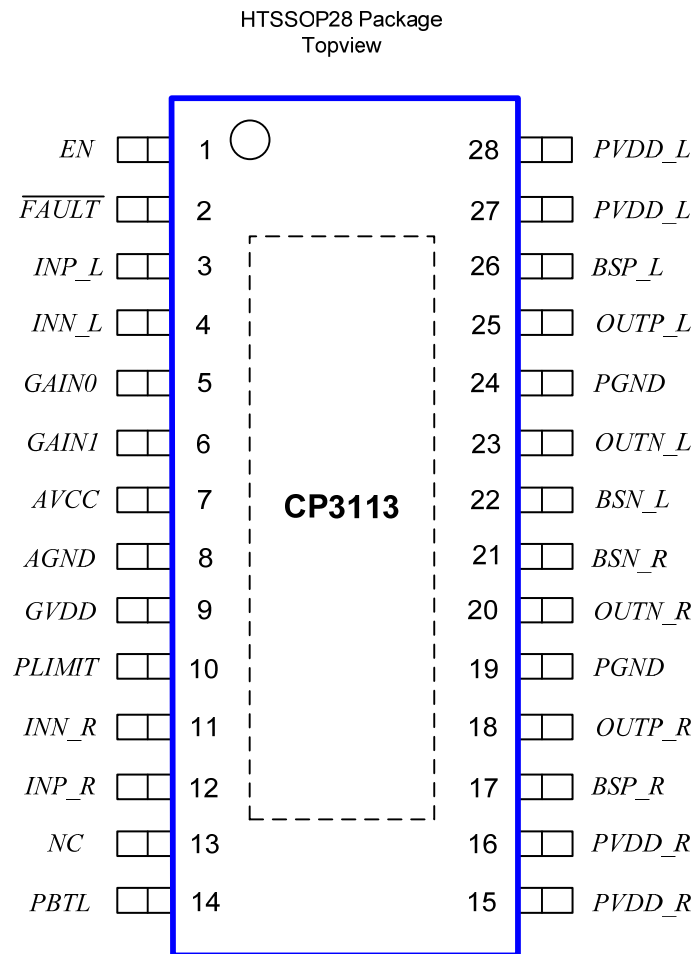 HTSSOP28 Package
Topview
EN 1 28 PVDD_L
FAULT 2 27 PVDD_L
INP_L 3 26 BSP_L
INN_L 4 25 OUTP_L
GAIN0 5 24 PGND
GAIN1 6 23 OUTN_L
AVCC 7 22 BSN_L
CP3113
AGND 8 21 BSN_R
GVDD 9 20 OUTN_R
PLIMIT 10 19 PGND
INN_R 11 18 OUTP_R
INP_R 12 17 BSP_R
NC 13 16 PVDD_R
PBTL 14 15 PVDD_R